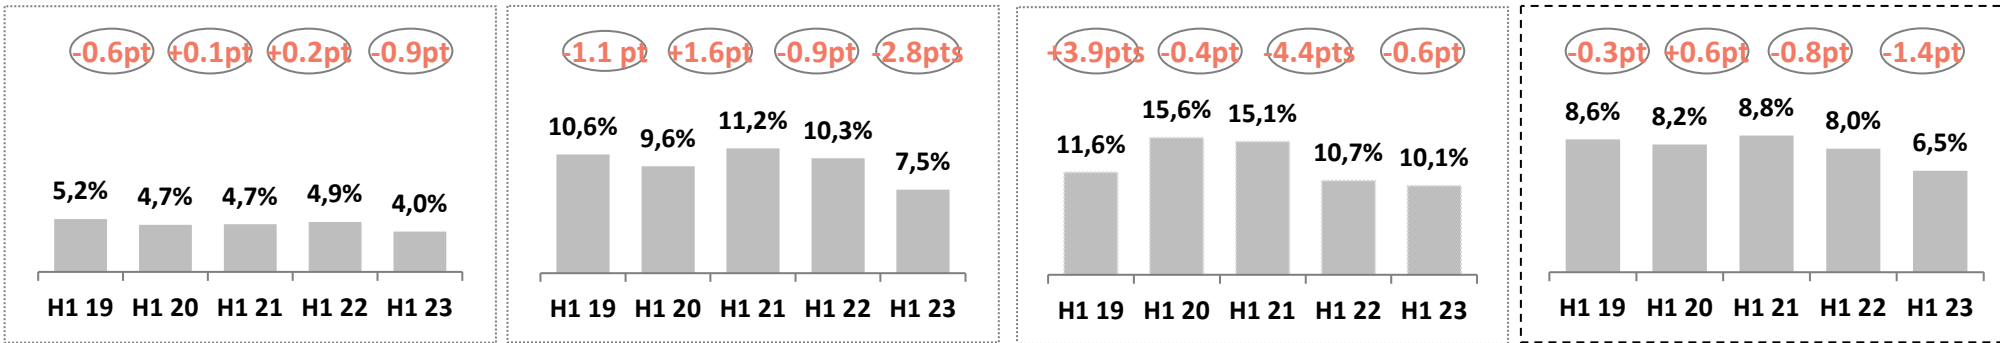 -0.6pt +0.1pt +0.2pt -0.9pt
5,2% 4,7% 4,7% 4,9% 4,0%
H1 19 H1 20 H1 21 H1 22 H1 23
-1.1 pt +1.6pt -0.9pt -2.8pts
10,6% 9,6% 11,2% 10,3% 7,5%
H1 19 H1 20 H1 21 H1 22 H1 23
+3.9pts -0.4pt -4.4pts -0.6pt
11,6% 15,6% 15,1% 10,7% 10,1%
H1 19 H1 20 H1 21 H1 22 H1 23
-0.3pt +0.6pt -0.8pt -1.4pt
8,6% 8,2% 8,8% 8,0% 6,5%
H1 19 H1 20 H1 21 H1 22 H1 23